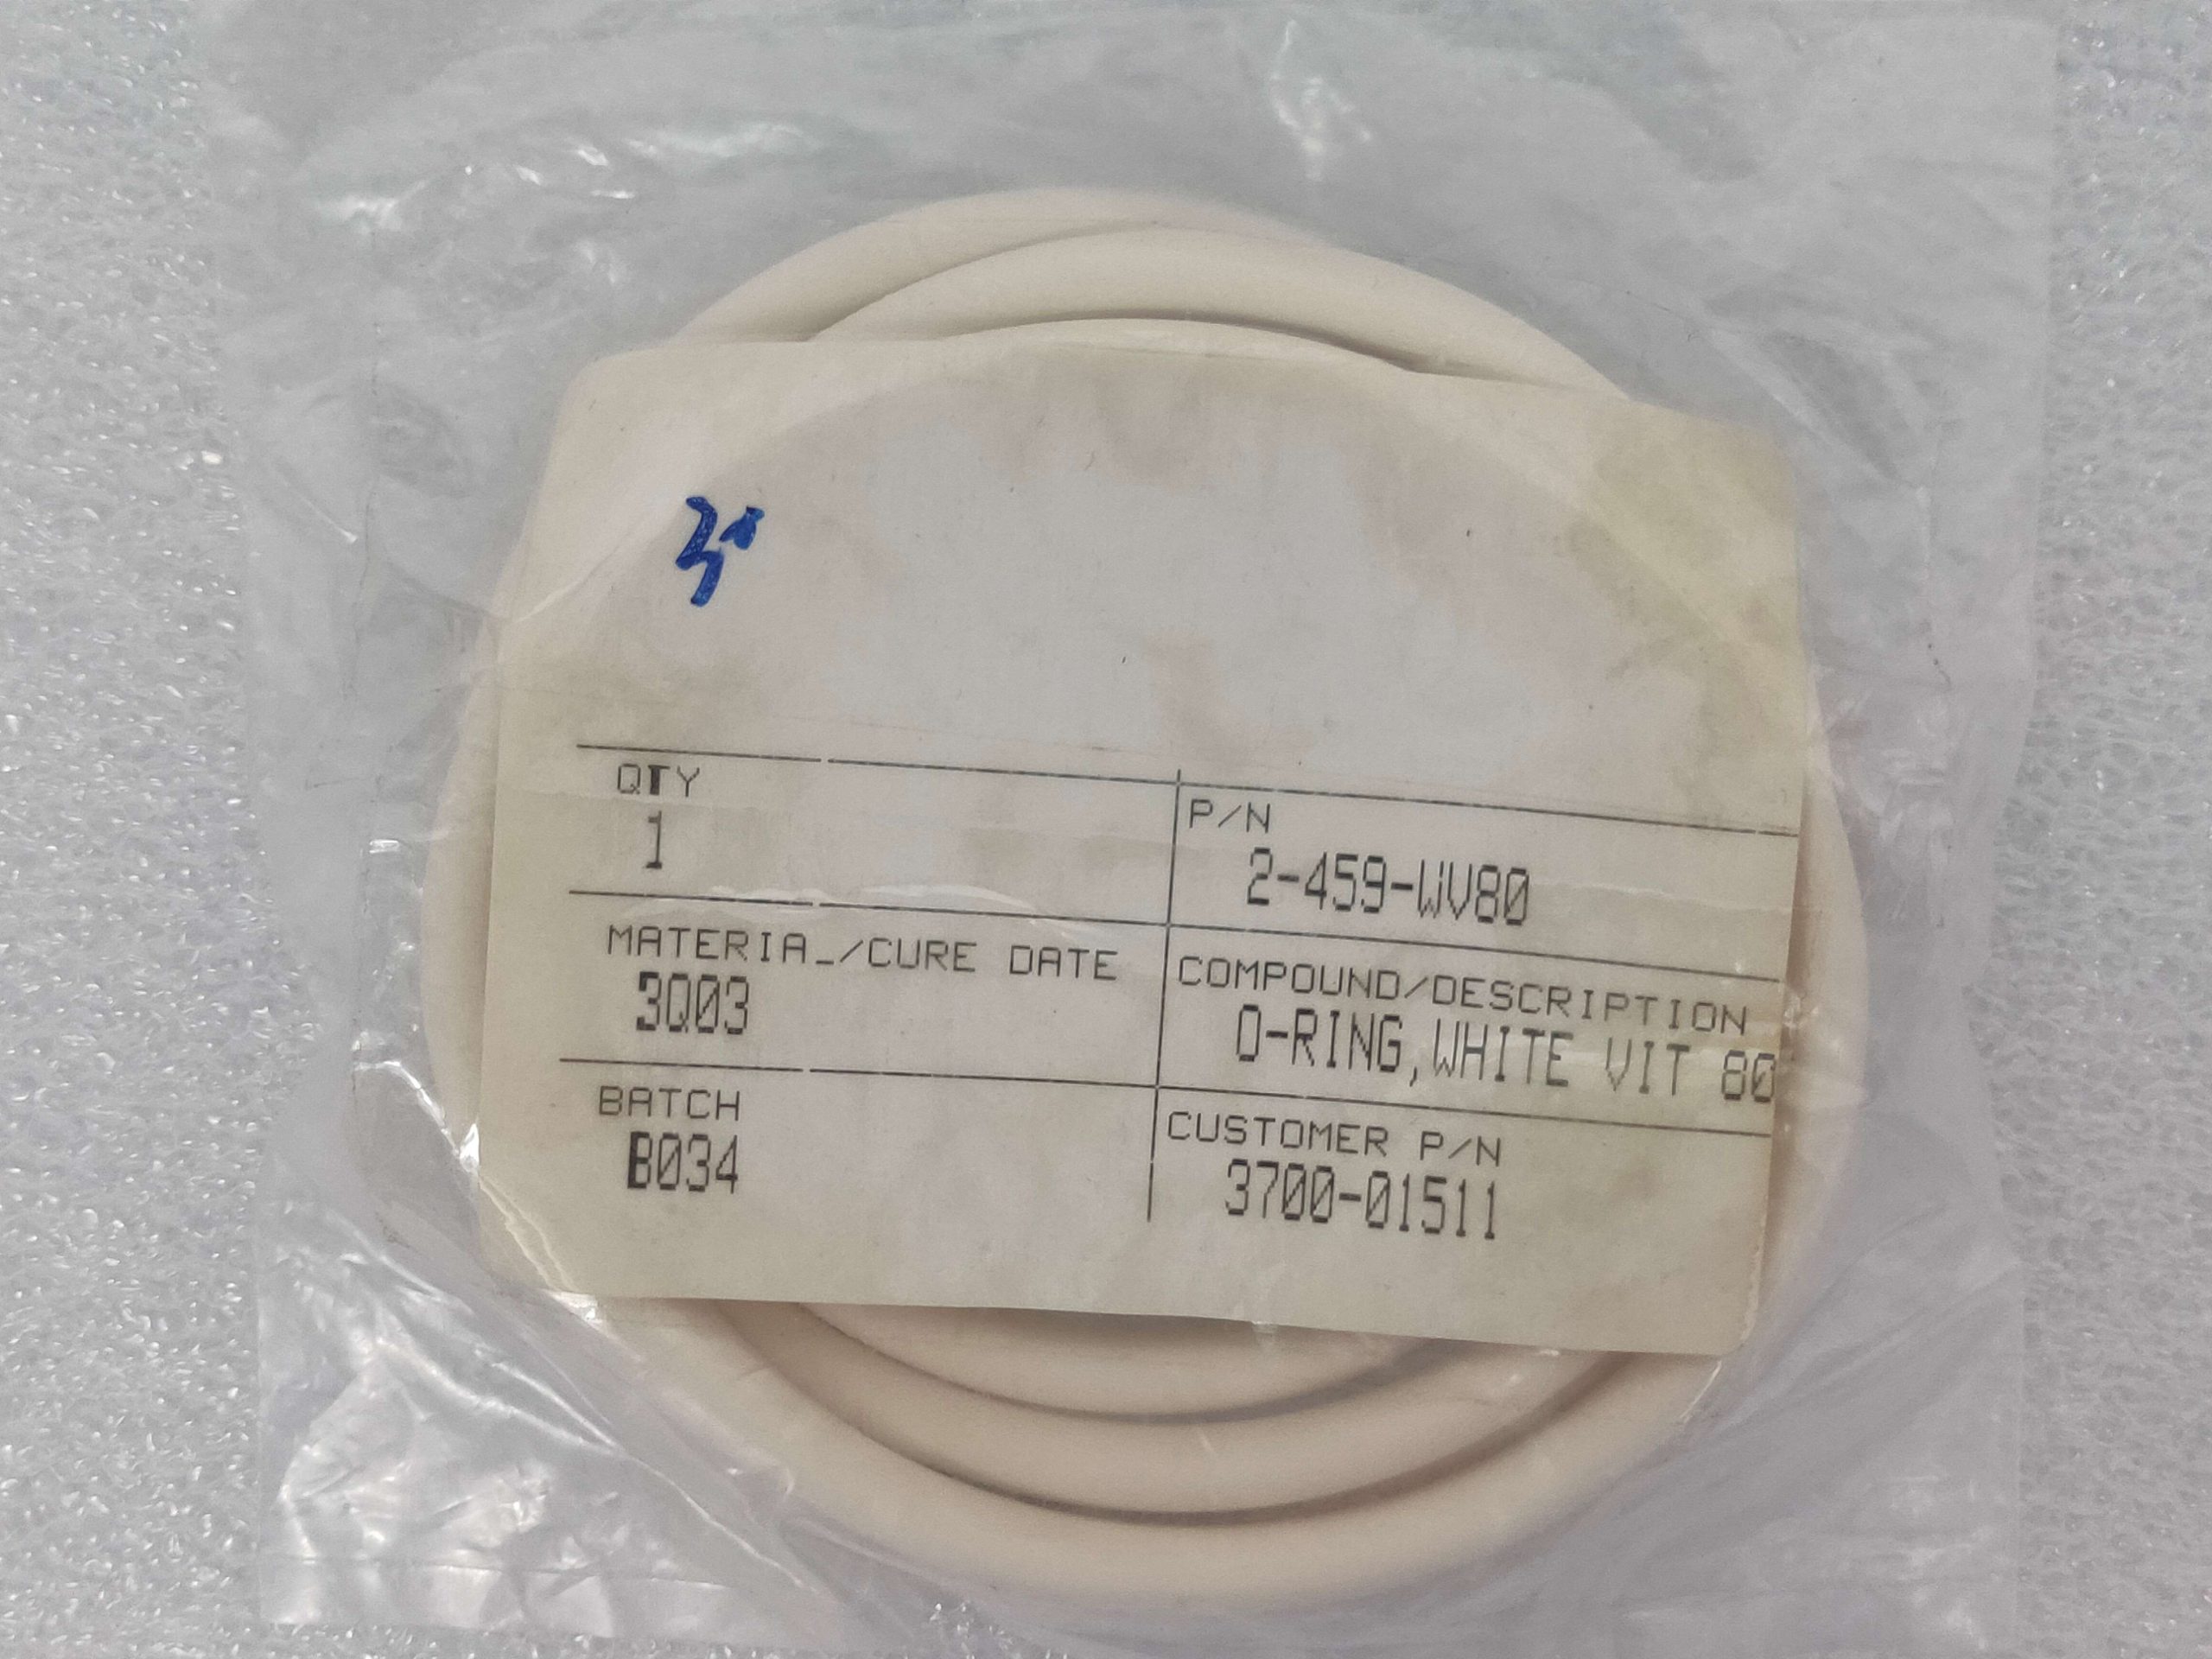 QTY
1
P/N
2-459-WV80
MATERIA_/CURE DATE
3Q03
COMPOUND/DESCRIPTION
O-RING,WHITE VIT 80
BATCH
B034
CUSTOMER P/N
3700-01511